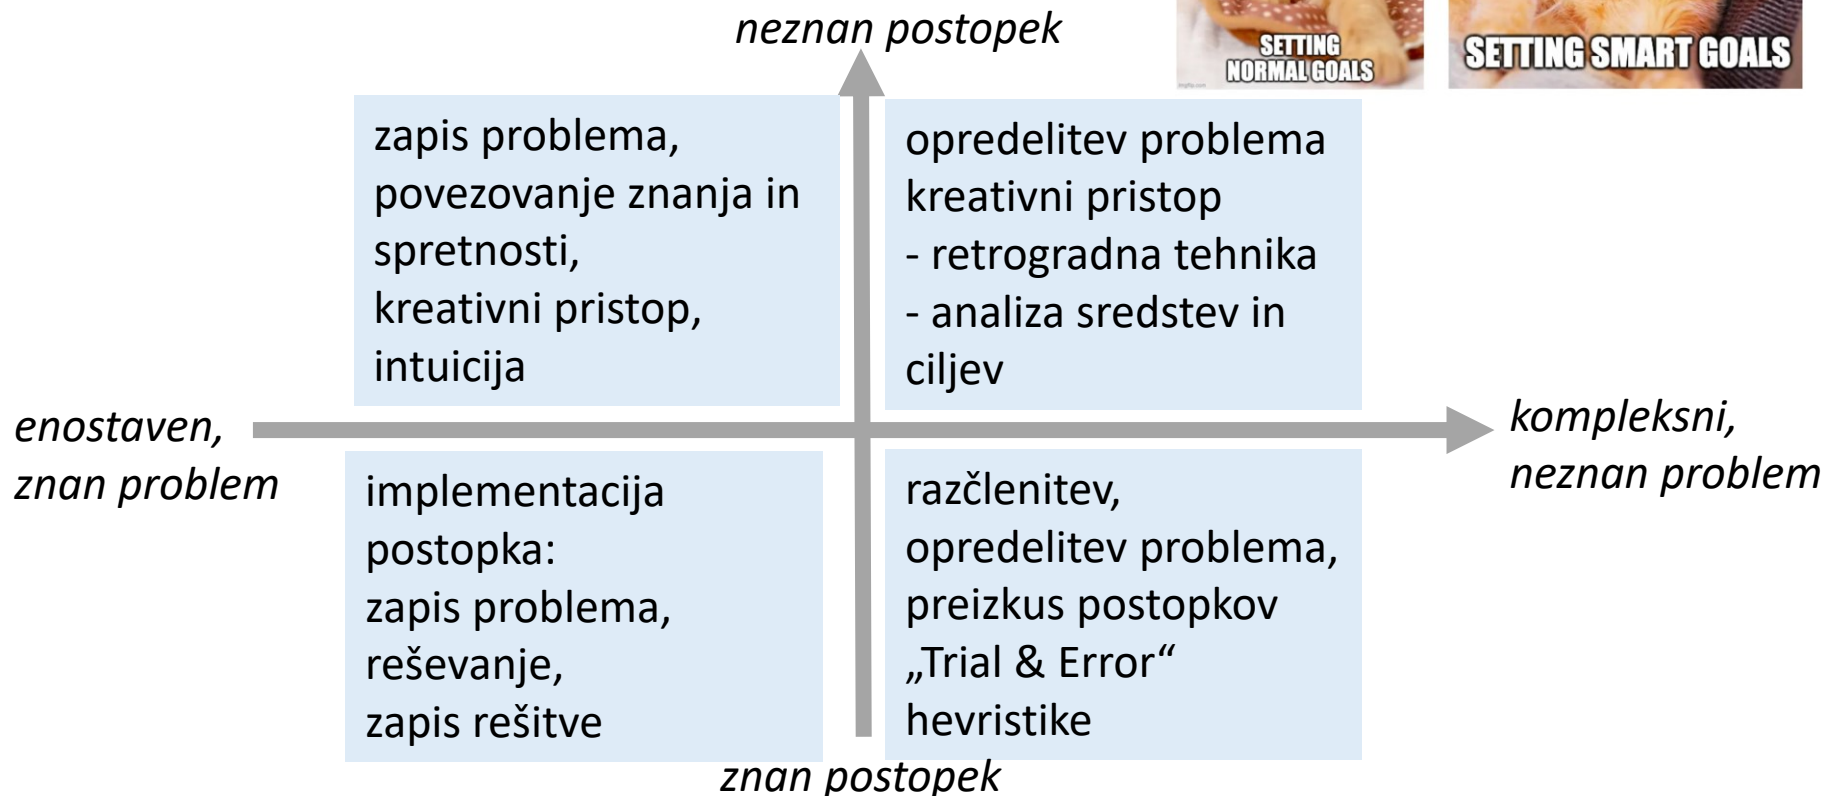 neznan postopek
SETTING
NORMAL GOALS
imgflip.com
SETTING SMART GOALS
zapis problema,
povezovanje znanja in
spretnosti,
kreativni pristop,
intuicija
opredelitev problema
kreativni pristop
- retrogradna tehnika
- analiza sredstev in
ciljev
enostaven,
znan problem
kompleksni,
neznan problem
implementacija
postopka:
zapis problema,
reševanje,
zapis rešitve
razčlenitev,
opredelitev problema,
preizkus postopkov
„Trial & Error“
hevristike
znan postopek